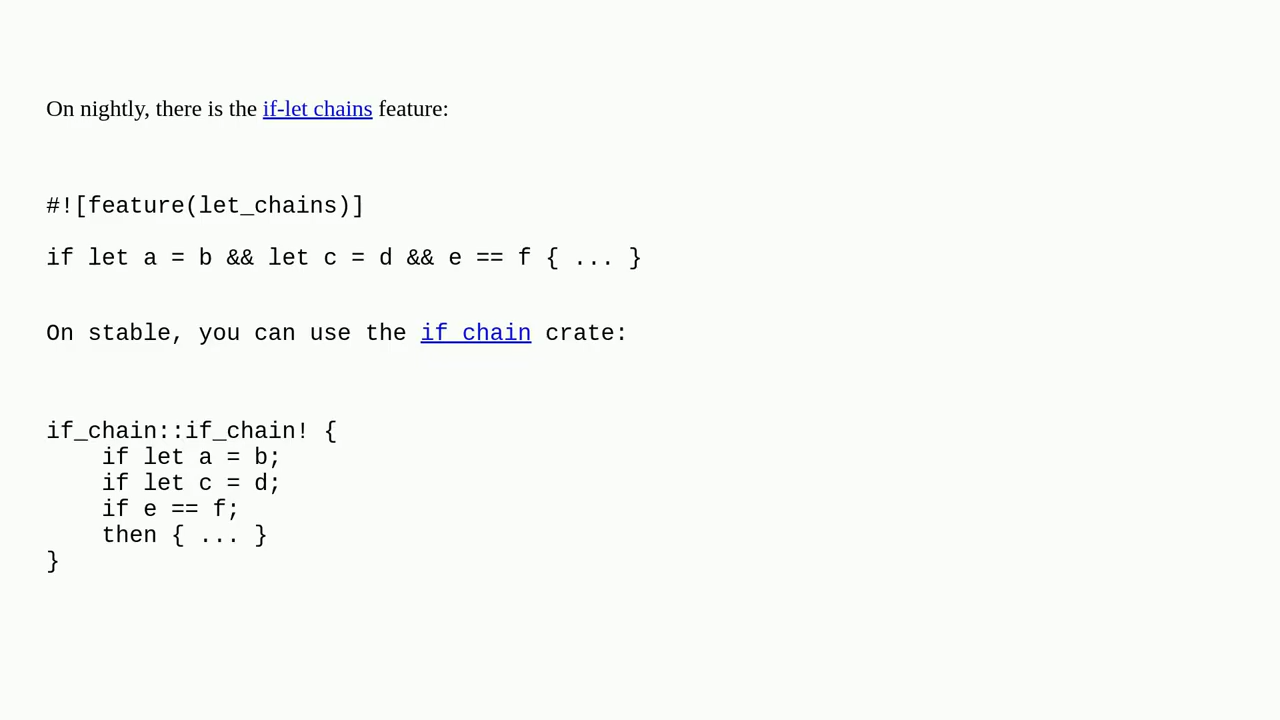 On nightly, there is the if-let chains feature:
#![feature(let_chains)]
if let a = b && let c = d && e == f { ... }
On stable, you can use the if_chain crate:
if_chain::if_chain! {
    if let a = b;
    if let c = d;
    if e == f;
    then { ... }
}